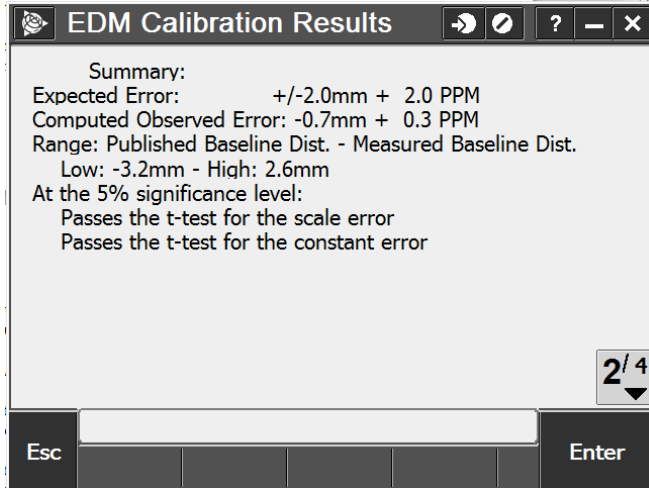 EDM Calibration Results ? – ×
Summary:
Expected Error: +/-2.0mm + 2.0 PPM
Computed Observed Error: -0.7mm + 0.3 PPM
Range: Published Baseline Dist. - Measured Baseline Dist.
Low: -3.2mm - High: 2.6mm
At the 5% significance level:
Passes the t-test for the scale error
Passes the t-test for the constant error
2/4
Esc Enter